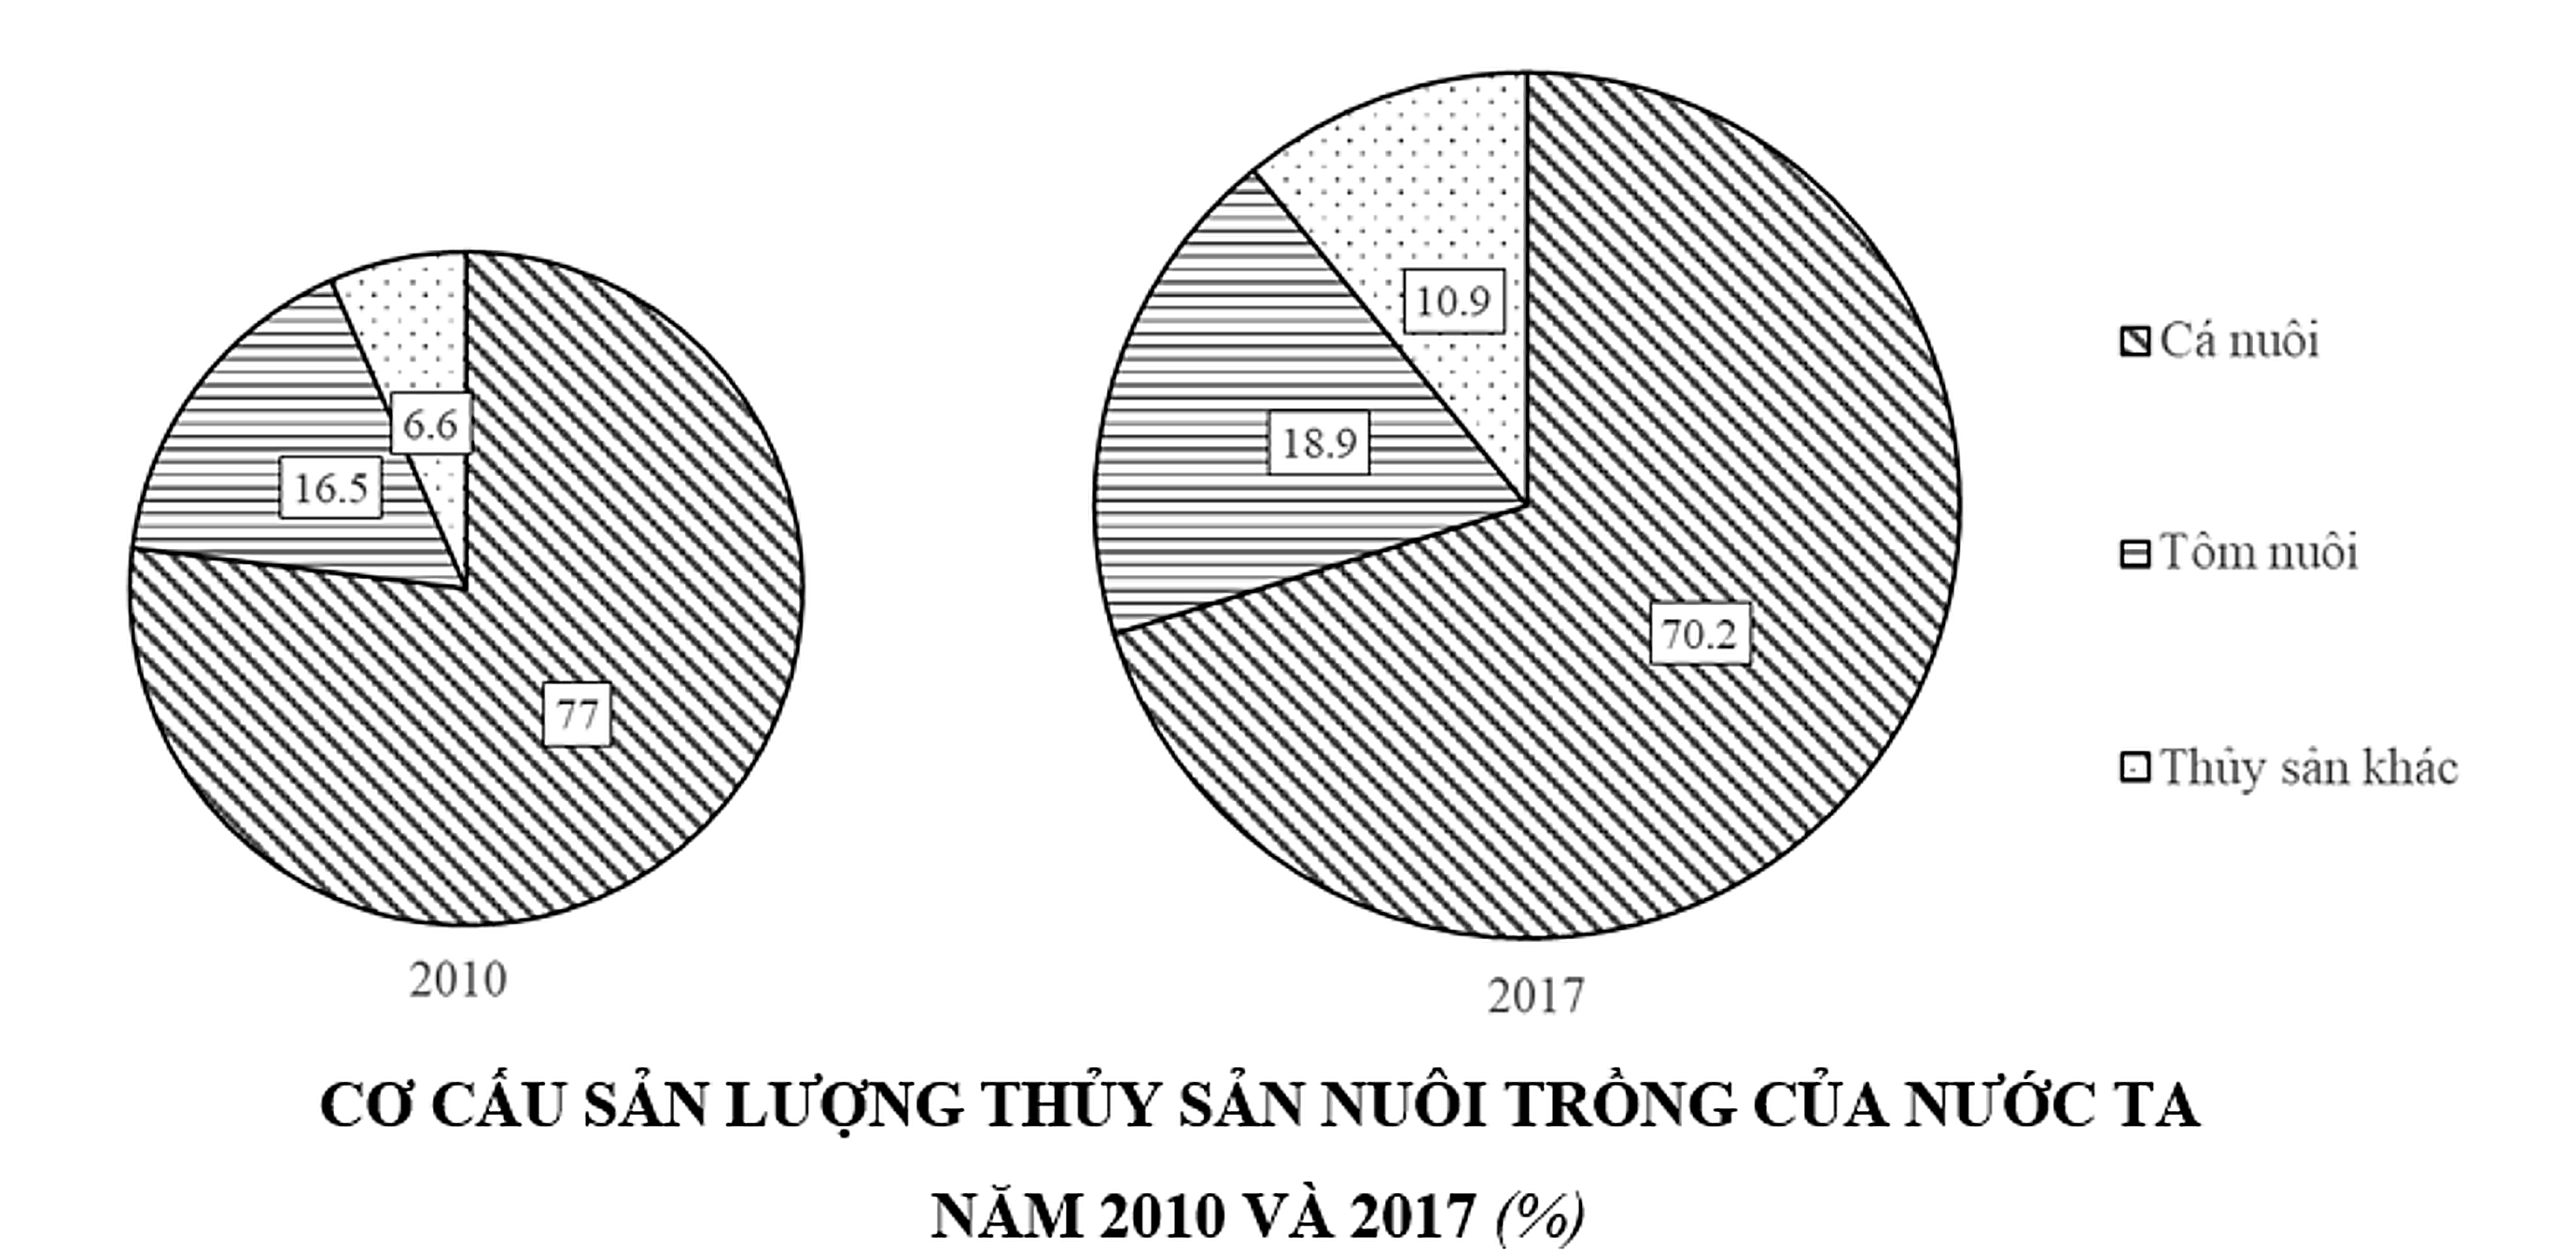 6.6
16.5
77
2010
10.9
18.9
70.2
2017
Cá nuôi
Tôm nuôi
Thủy sản khác
CƠ CẤU SẢN LƯỢNG THỦY SẢN NUÔI TRỒNG CỦA NƯỚC TA
NĂM 2010 VÀ 2017 (%)